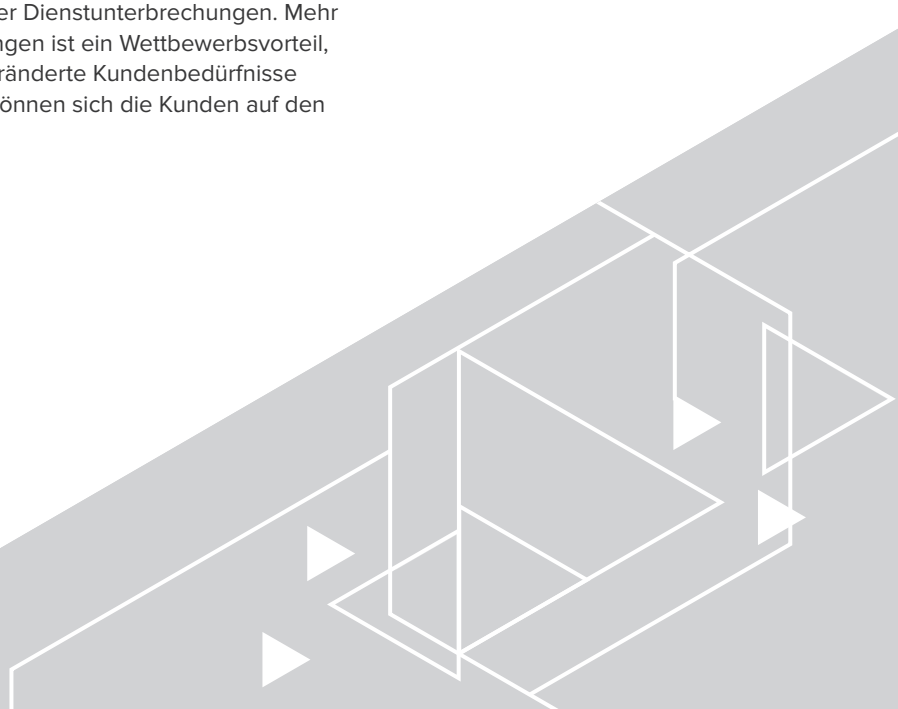 er Dienstunterbrechungen. Mehr
ngen ist ein Wettbewerbsvorteil,
ränderte Kundenbedürfnisse
önnen sich die Kunden auf den